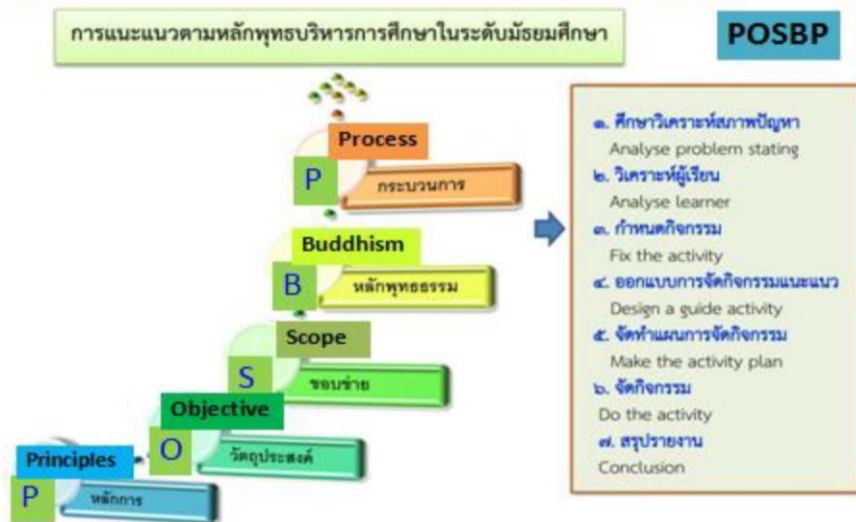 การแนะแนวตามหลักพุทธบริหารการศึกษาในระดับมัธยมศึกษา
POSBP
Process
P
กระบวนการ
Buddhism
B
หลักพุทธธรรม
Scope
S
ขอบข่าย
Objective
O
วัตถุประสงค์
Principles
P
หลักการ
๑. ศึกษาวิเคราะห์สภาพปัญหา
Analyse problem stating
๒. วิเคราะห์ผู้เรียน
Analyse learner
๓. กำหนดกิจกรรม
Fix the activity
๔. ออกแบบการจัดกิจกรรมแนะแนว
Design a guide activity
๕. จัดทำแผนการจัดกิจกรรม
Make the activity plan
๖. จัดกิจกรรม
Do the activity
๗. สรุปรายงาน
Conclusion